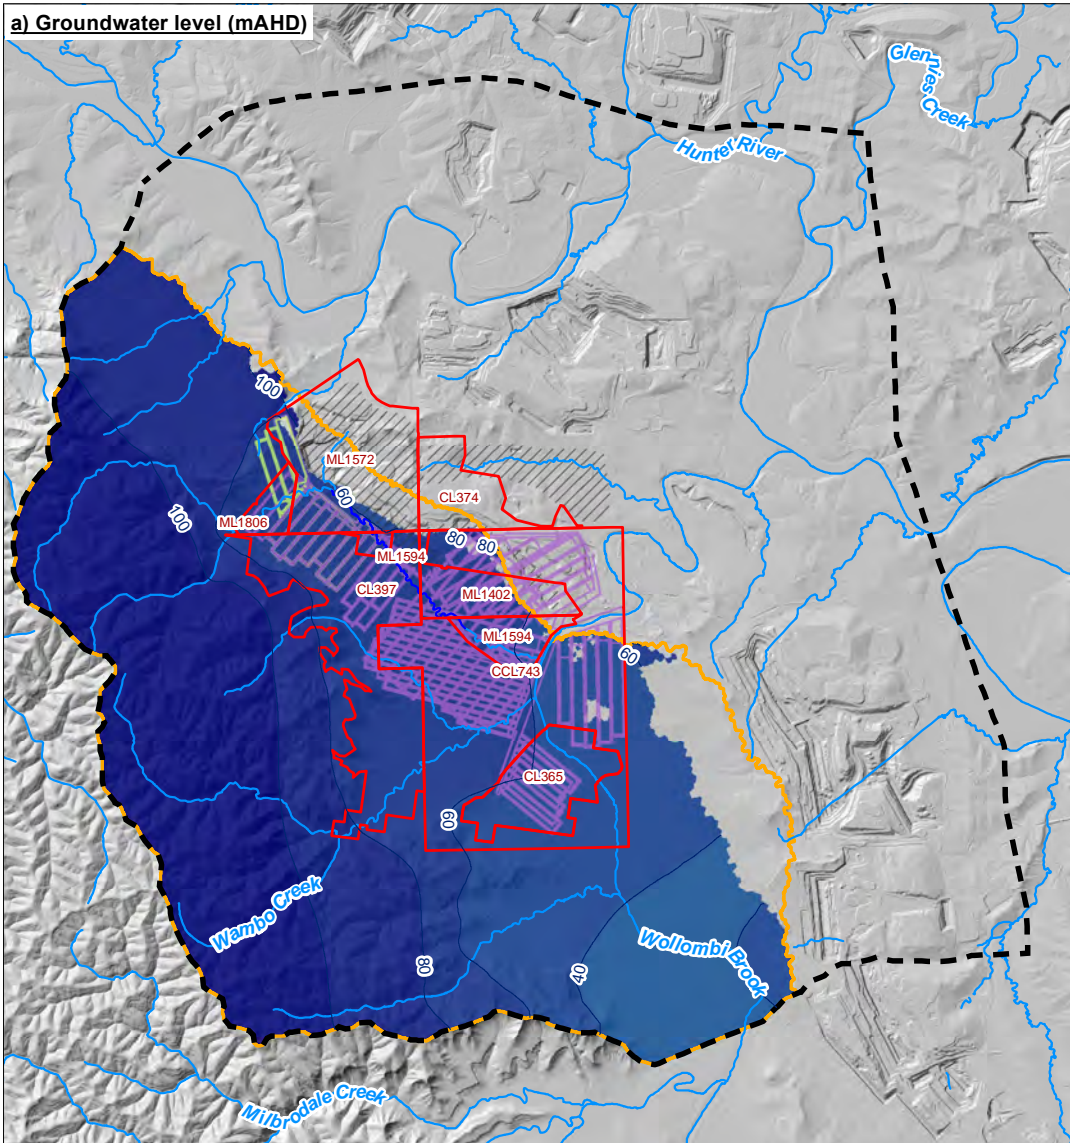 a) Groundwater level (mAHD)
Glennies Creek
Hunter River
100
ML1572
60
CL374
100
ML1806
80
80
ML1594
CL397
ML1402
ML1594
60
CCL743
CL365
60
Wambo Creek
Wollombi Brook
80
40
Milbrodale Creek